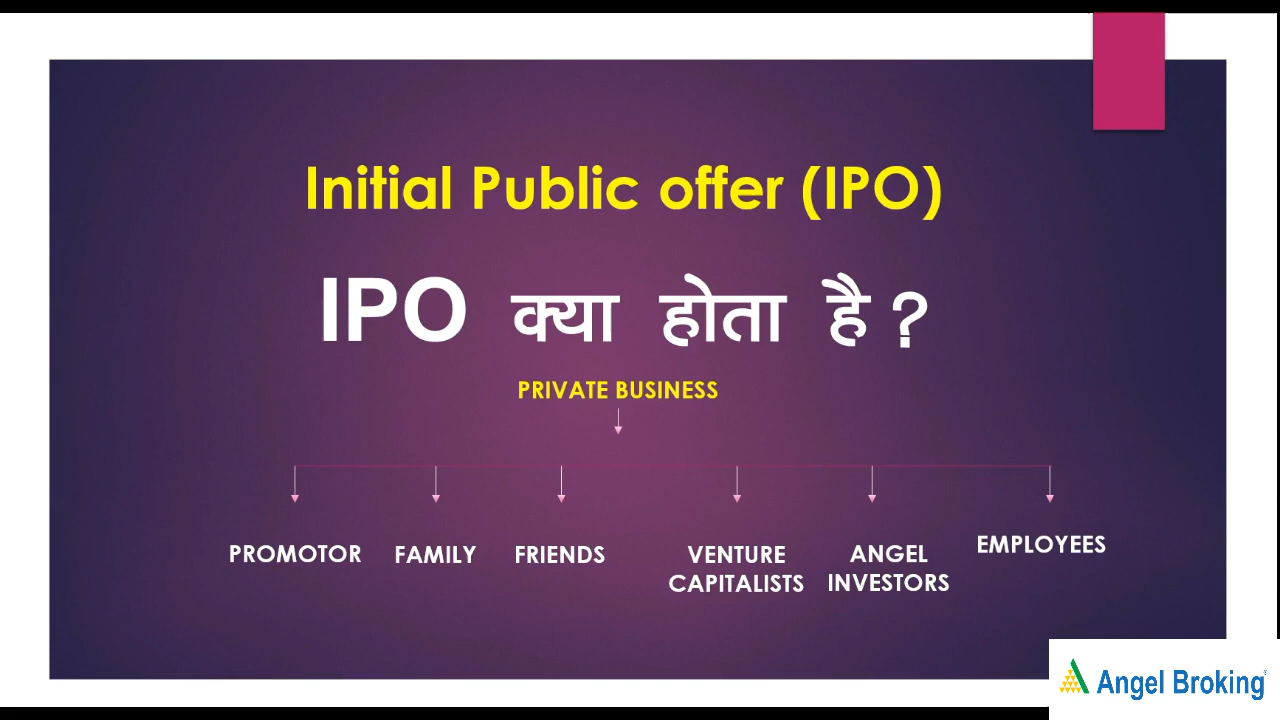 Initial Public offer (IPO)
IPO क्या होता है ?
PRIVATE BUSINESS
PROMOTOR
FAMILY
FRIENDS
VENTURE
CAPITALISTS
ANGEL
INVESTORS
EMPLOYEES
Angel Broking